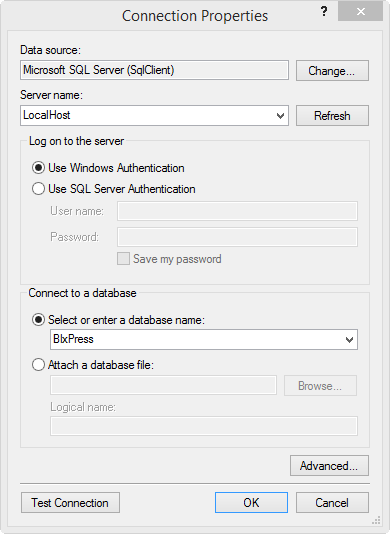 Connection Properties
?
Data source:
Microsoft SQL Server (SqlClient)
Change...
Server name:
LocalHost
Refresh
Log on to the server
Use Windows Authentication
Use SQL Server Authentication
User name:
Password:
Save my password
Connect to a database
Select or enter a database name:
BlxPress
Attach a database file:
Browse...
Logical name:
Advanced...
Test Connection
OK
Cancel